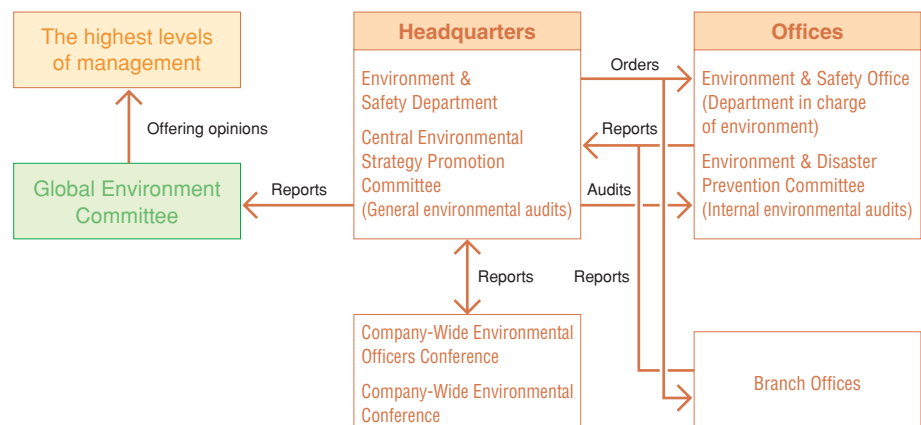 The highest levels
of management
Offering opinions
Global Environment
Committee
Reports
Headquarters
Environment &
Safety Department
Central Environmental
Strategy Promotion
Committee
(General environmental audits)
Orders
Reports
Audits
Offices
Environment & Safety Office
(Department in charge
of environment)
Environment & Disaster
Prevention Committee
(Internal environmental audits)
Reports
Reports
Company-Wide Environmental
Officers Conference
Company-Wide Environmental
Conference
Branch Offices